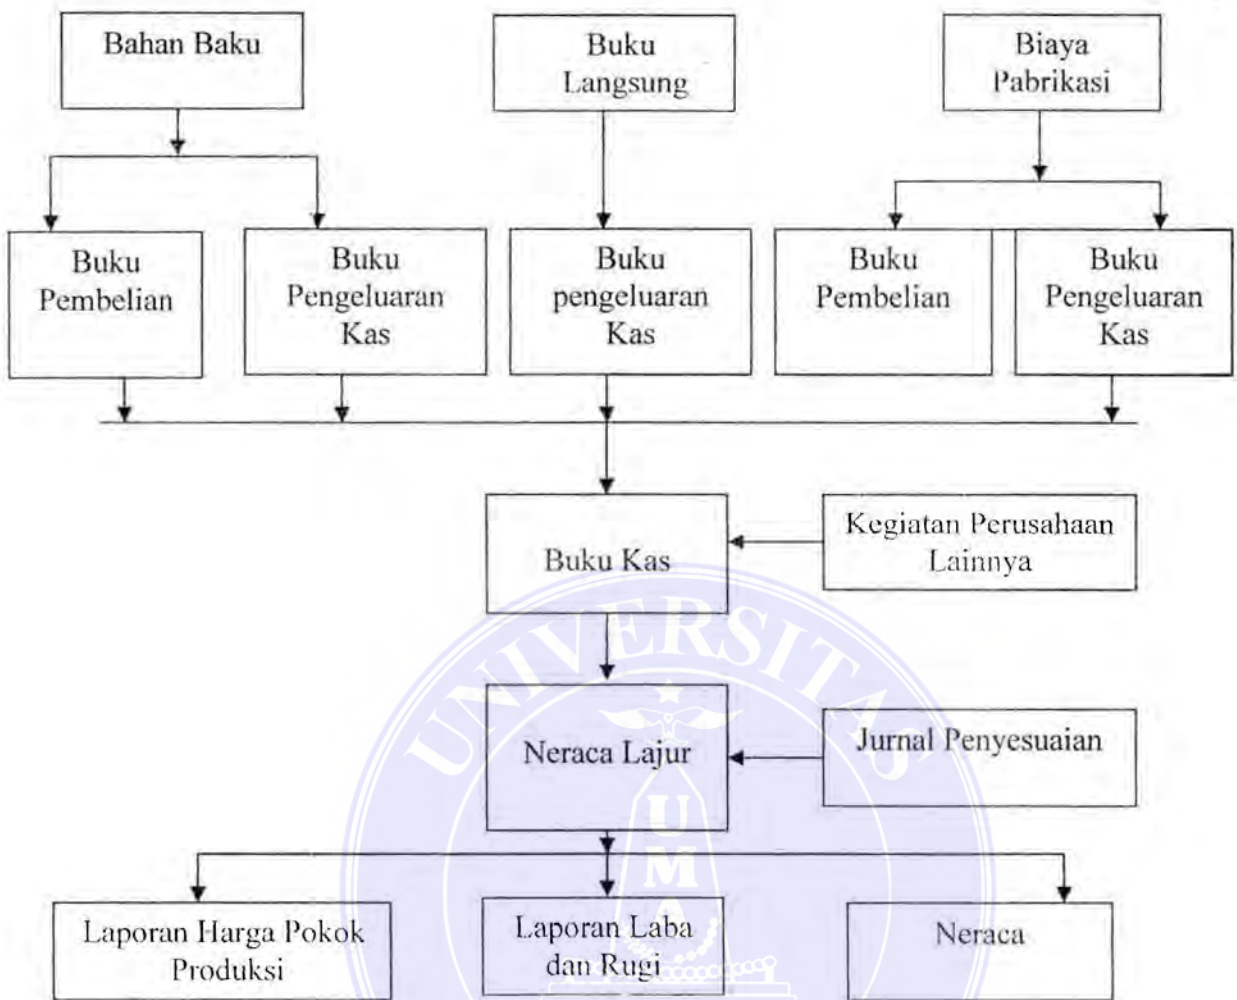 Bahan Baku
Buku
Langsung
Biaya
Pabrikasi
Buku
Pembelian
Buku
Pengeluaran
Kas
Buku
pengeluaran
Kas
Buku
Pembelian
Buku
Pengeluaran
Kas
Buku Kas
Kegiatan Perusahaan
Lainnya
UNIVERSITAS
Neraca Lajur
Jurnal Penyesuaian
U
M
A
Laporan Harga Pokok
Produksi
Laporan Laba
dan Rugi
Neraca